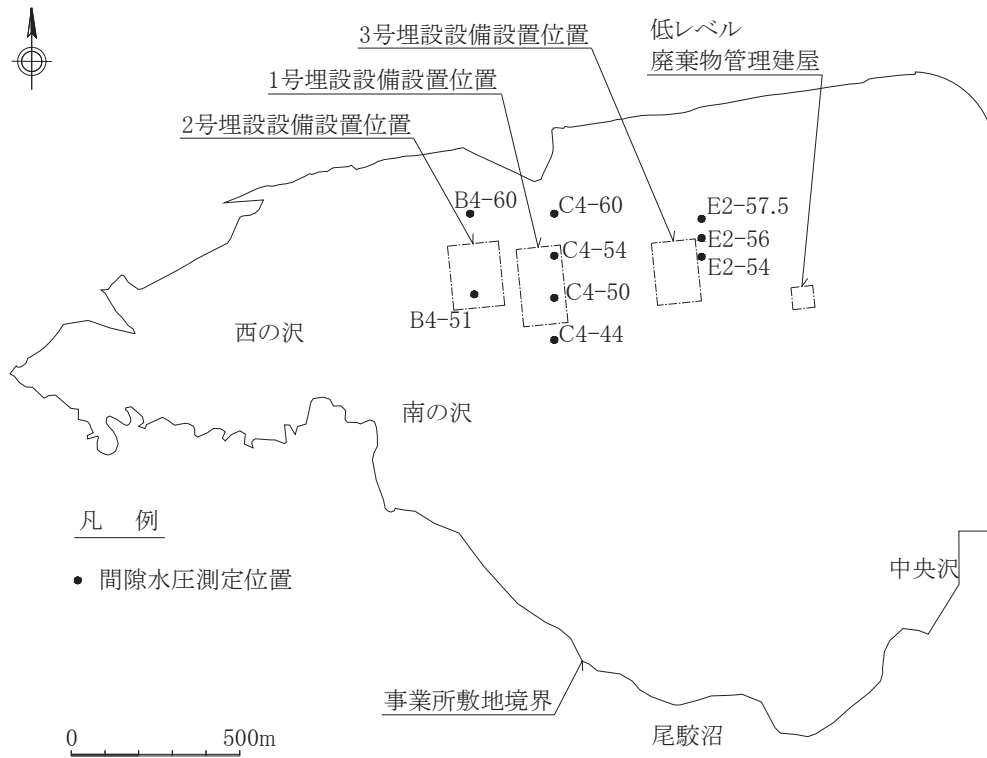 低レベル
廃棄物管理建屋
3号埋設設備設置位置
1号埋設設備設置位置
2号埋設設備設置位置
B4-60
C4-60
E2-57.5
E2-56
C4-54
E2-54
C4-50
B4-51
C4-44
西の沢
南の沢
凡 例
● 間隙水圧測定位置
中央沢
事業所敷地境界
尾駮沼
0 500m